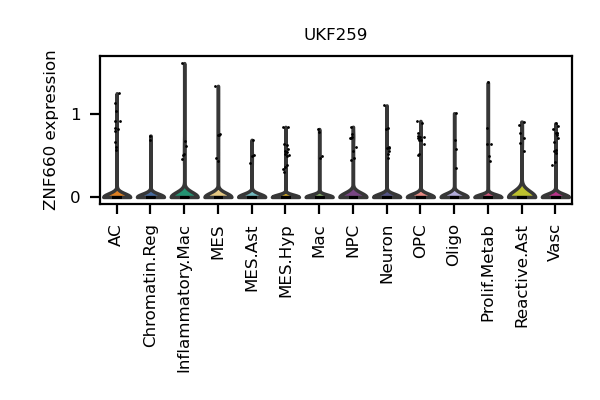 UKF259
ZNF660 expression
1
0
AC
Chromatin.Reg
Inflammatory.Mac
MES
MES.Ast
MES.Hyp
Mac
NPC
Neuron
OPC
Oligo
Prolif.Metab
Reactive.Ast
Vasc